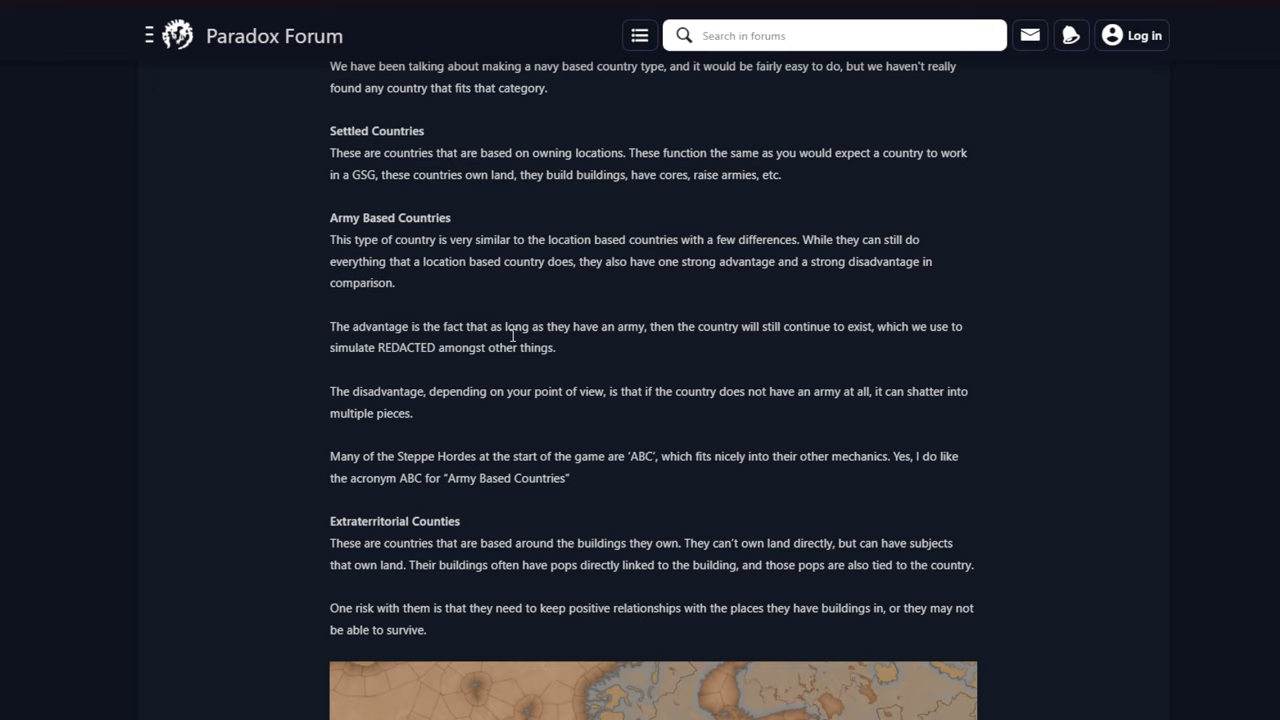 Paradox Forum
Search in forums
Log in
We have been talking about making a navy based country type, and it would be fairly easy to do, but we haven't really
found any country that fits that category.
Settled Countries
These are countries that are based on owning locations. These function the same as you would expect a country to work
in a GSG, these countries own land, they build buildings, have cores, raise armies, etc.
Army Based Countries
This type of country is very similar to the location based countries with a few differences. While they can still do
everything that a location based country does, they also have one strong advantage and a strong disadvantage in
comparison.
The advantage is the fact that as long as they have an army, then the country will still continue to exist, which we use to
simulate REDACTED amongst other things.
The disadvantage, depending on your point of view, is that if the country does not have an army at all, it can shatter into
multiple pieces.
Many of the Steppe Hordes at the start of the game are 'ABC', which fits nicely into their other mechanics. Yes, I do like
the acronym ABC for “Army Based Countries”
Extraterritorial Counties
These are countries that are based around the buildings they own. They can't own land directly, but can have subjects
that own land. Their buildings often have pops directly linked to the building, and those pops are also tied to the country.
One risk with them is that they need to keep positive relationships with the places they have buildings in, or they may not
be able to survive.